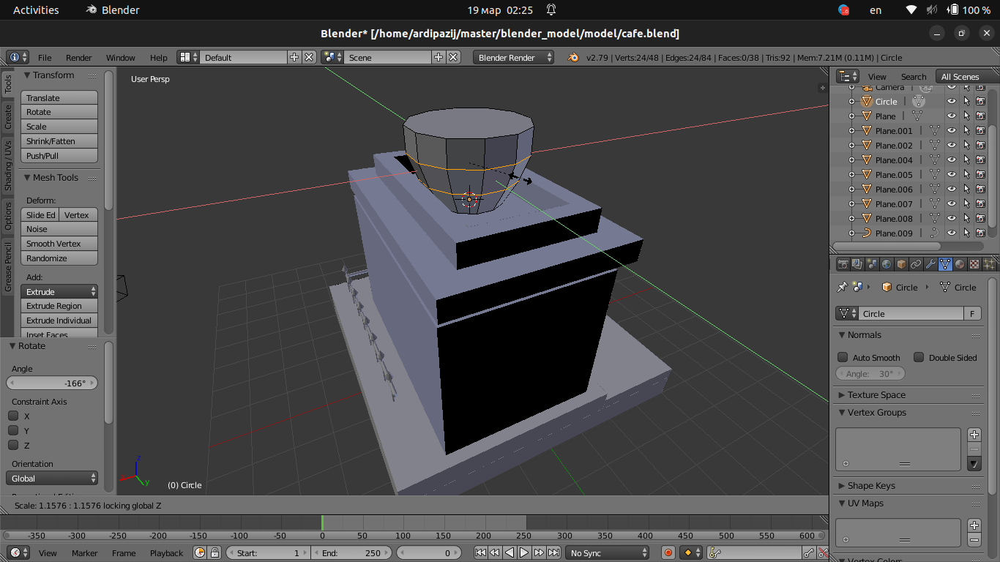 Activities Blender 19 мар 02:25 en 100 %
Blender* [/home/ardipazij/master/blender_model/model/cafe.blend]
File Render Window Help Default Scene Blender Render v2.79 | Verts:24/48 | Edges:24/84 | Faces:0/38 | Tris:92 | Mem:7.21M (0.11M) | Circle
Tools
Create
Shading / UVs
Options
Grease Pencil
Transform
Translate
Rotate
Scale
Shrink/Fatten
Push/Pull
Mesh Tools
Deform:
Slide Ed Vertex
Noise
Smooth Vertex
Randomize
Add:
Extrude
Extrude Region
Extrude Individual
Inset Faces
Rotate
Angle
-166°
Constraint Axis
X
Y
Z
Orientation
Global
User Persp
z
x
y
(0) Circle
Scale: 1.1576 : 1.1576 locking global Z
View Search All Scenes
Camera
Circle
Plane
Plane.001
Plane.002
Plane.004
Plane.005
Plane.006
Plane.007
Plane.008
Plane.009
Circle Circle
Circle F
Normals
Auto Smooth Double Sided
Angle: 30°
Texture Space
Vertex Groups
Shape Keys
UV Maps
Vertex Colors
-350 -300 -250 -200 -150 -100 -50 0 50 100 150 200 250 300 350 400 450 500 550 600
View Marker Frame Playback Start: 1 End: 250 0 No Sync